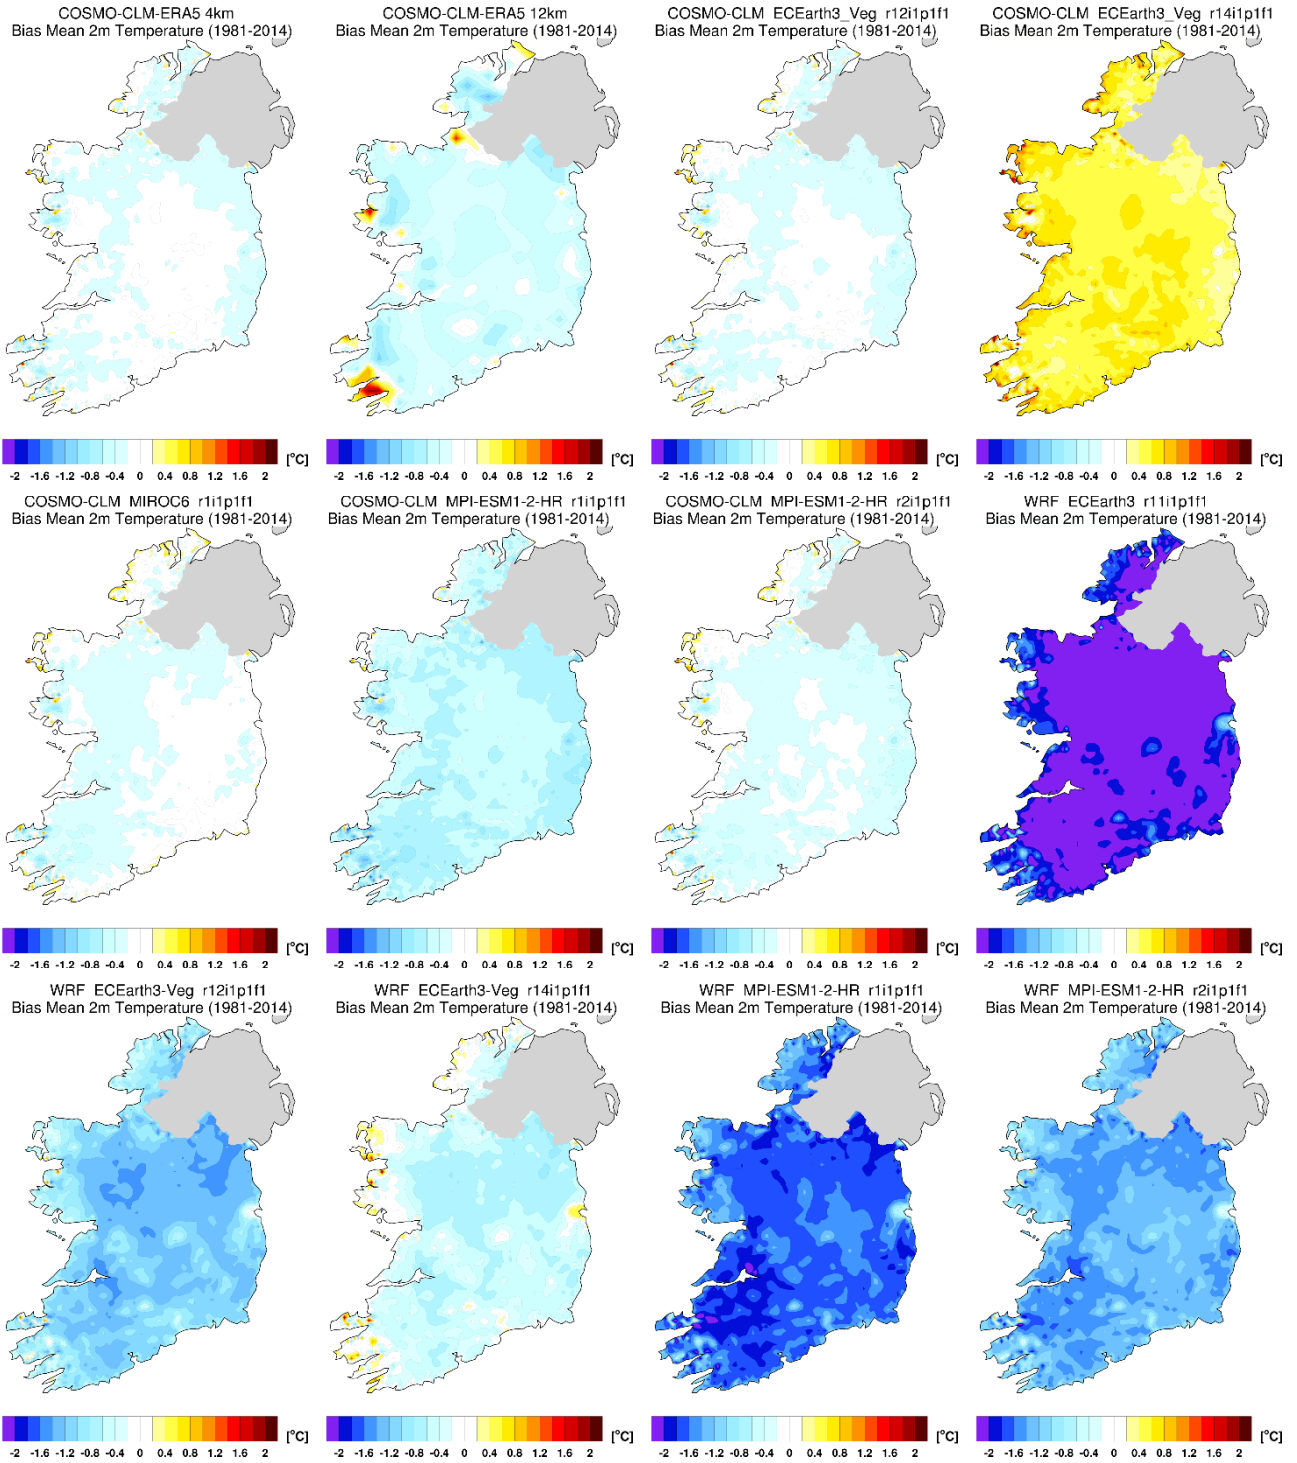 COSMO-CLM-ERA5 4km
Bias Mean 2m Temperature (1981-2014)
COSMO-CLM-ERA5 12km
Bias Mean 2m Temperature (1981-2014)
COSMO-CLM ECEarth3_Veg r12i1p1f1
Bias Mean 2m Temperature (1981-2014)
COSMO-CLM ECEarth3_Veg r14i1p1f1
Bias Mean 2m Temperature (1981-2014)
-2 -1.6 -1.2 -0.8 -0.4 0 0.4 0.8 1.2 1.6 2 [°C]
-2 -1.6 -1.2 -0.8 -0.4 0 0.4 0.8 1.2 1.6 2 [°C]
-2 -1.6 -1.2 -0.8 -0.4 0 0.4 0.8 1.2 1.6 2 [°C]
-2 -1.6 -1.2 -0.8 -0.4 0 0.4 0.8 1.2 1.6 2 [°C]
COSMO-CLM MIROC6 r1i1p1f1
Bias Mean 2m Temperature (1981-2014)
COSMO-CLM MPI-ESM1-2-HR r1i1p1f1
Bias Mean 2m Temperature (1981-2014)
COSMO-CLM MPI-ESM1-2-HR r2i1p1f1
Bias Mean 2m Temperature (1981-2014)
WRF ECEarth3 r11i1p1f1
Bias Mean 2m Temperature (1981-2014)
-2 -1.6 -1.2 -0.8 -0.4 0 0.4 0.8 1.2 1.6 2 [°C]
-2 -1.6 -1.2 -0.8 -0.4 0 0.4 0.8 1.2 1.6 2 [°C]
-2 -1.6 -1.2 -0.8 -0.4 0 0.4 0.8 1.2 1.6 2 [°C]
-2 -1.6 -1.2 -0.8 -0.4 0 0.4 0.8 1.2 1.6 2 [°C]
WRF ECEarth3-Veg r12i1p1f1
Bias Mean 2m Temperature (1981-2014)
WRF ECEarth3-Veg r14i1p1f1
Bias Mean 2m Temperature (1981-2014)
WRF MPI-ESM1-2-HR r1i1p1f1
Bias Mean 2m Temperature (1981-2014)
WRF MPI-ESM1-2-HR r2i1p1f1
Bias Mean 2m Temperature (1981-2014)
-2 -1.6 -1.2 -0.8 -0.4 0 0.4 0.8 1.2 1.6 2 [°C]
-2 -1.6 -1.2 -0.8 -0.4 0 0.4 0.8 1.2 1.6 2 [°C]
-2 -1.6 -1.2 -0.8 -0.4 0 0.4 0.8 1.2 1.6 2 [°C]
-2 -1.6 -1.2 -0.8 -0.4 0 0.4 0.8 1.2 1.6 2 [°C]